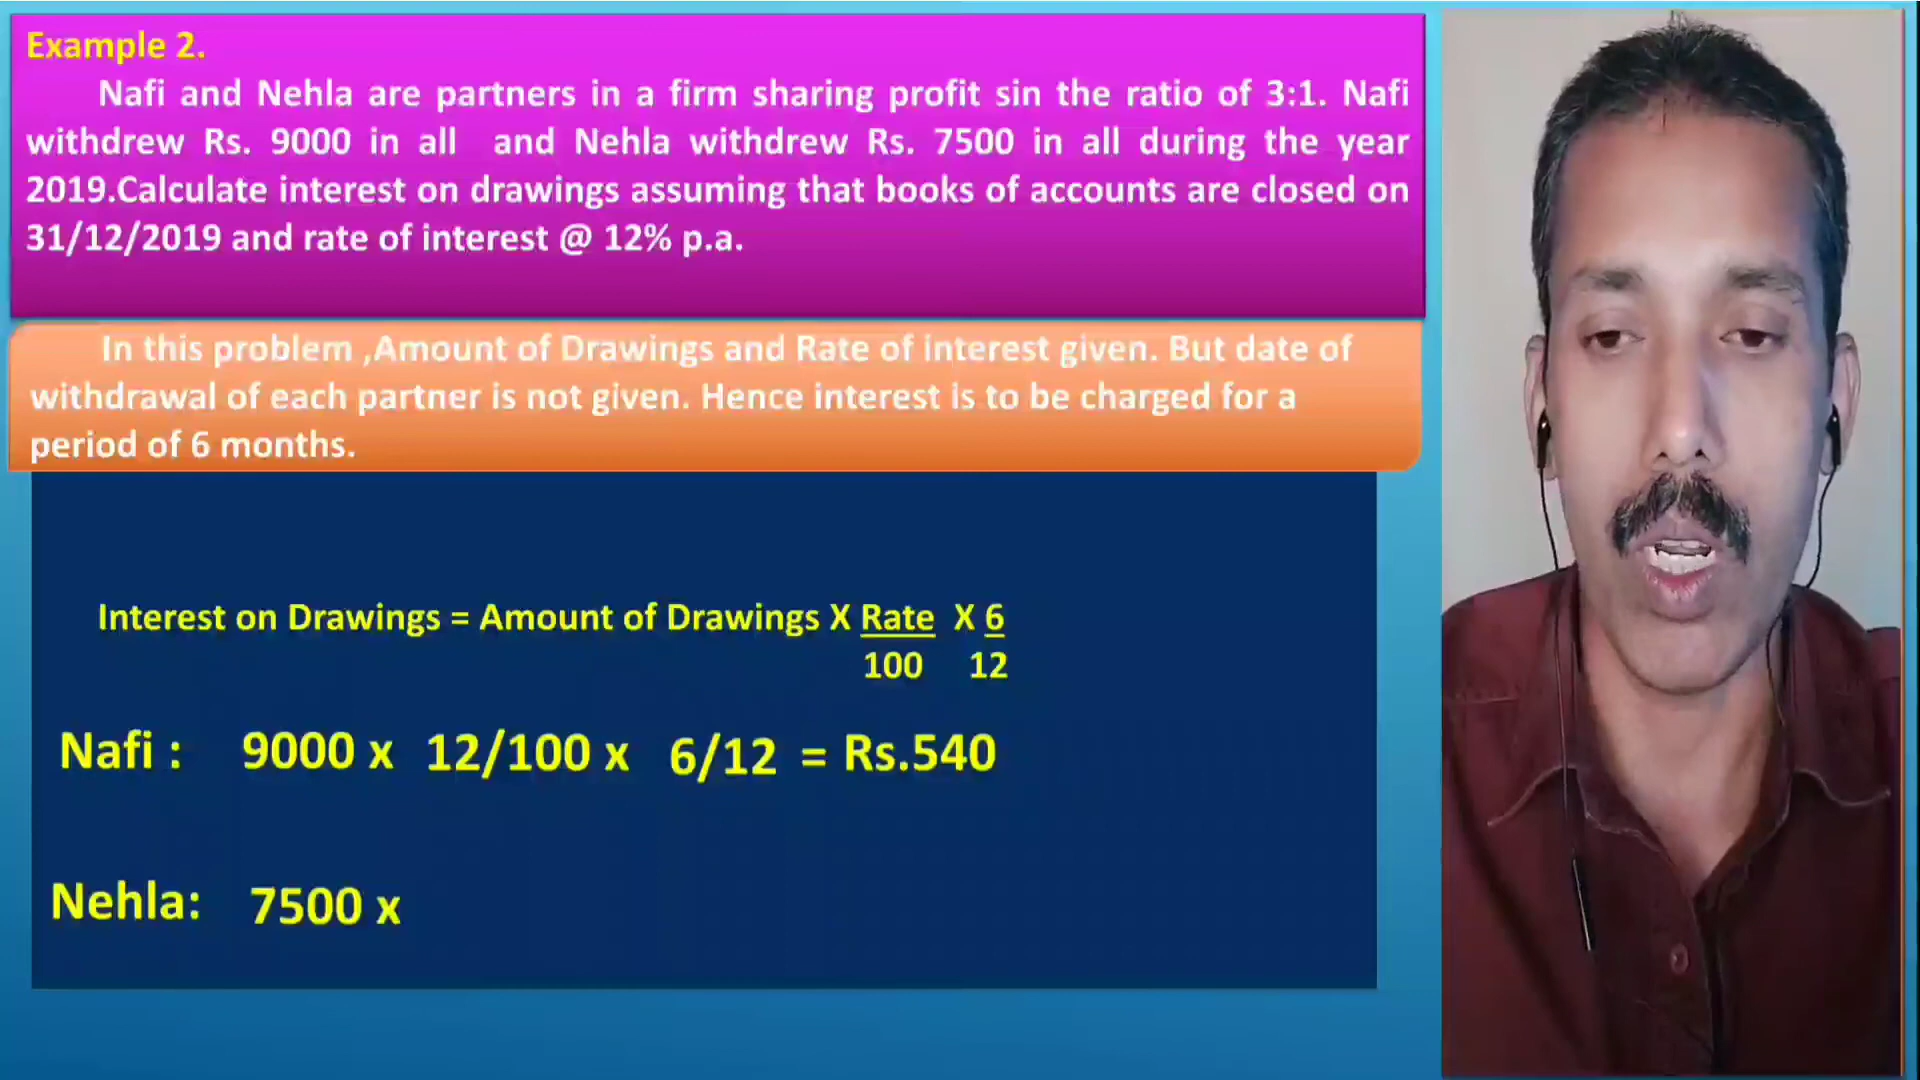 Example 2.
Nafi and Nehla are partners in a firm sharing profit sin the ratio of 3:1. Nafi
withdrew Rs. 9000 in all and Nehla withdrew Rs. 7500 in all during the year
2019.Calculate interest on drawings assuming that books of accounts are closed on
31/12/2019 and rate of interest @ 12% p.a.
In this problem ,Amount of Drawings and Rate of interest given. But date of
withdrawal of each partner is not given. Hence interest is to be charged for a
period of 6 months.
Interest on Drawings = Amount of Drawings X Rate X 6
100 12
Nafi : 9000 x 12/100 x 6/12 = Rs.540
Nehla: 7500 x